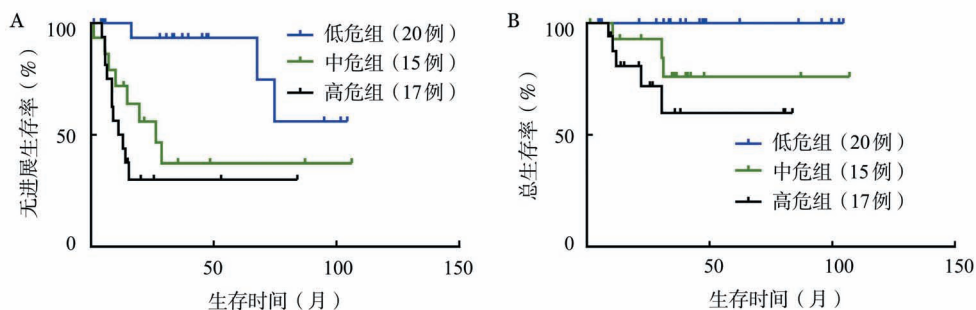 A
100
50
0
无进展生存率（%）
低危组（20例）
中危组（15例）
高危组（17例）
50
100
150
生存时间（月）
B
100
50
0
总生存率（%）
低危组（20例）
中危组（15例）
高危组（17例）
50
100
150
生存时间（月）